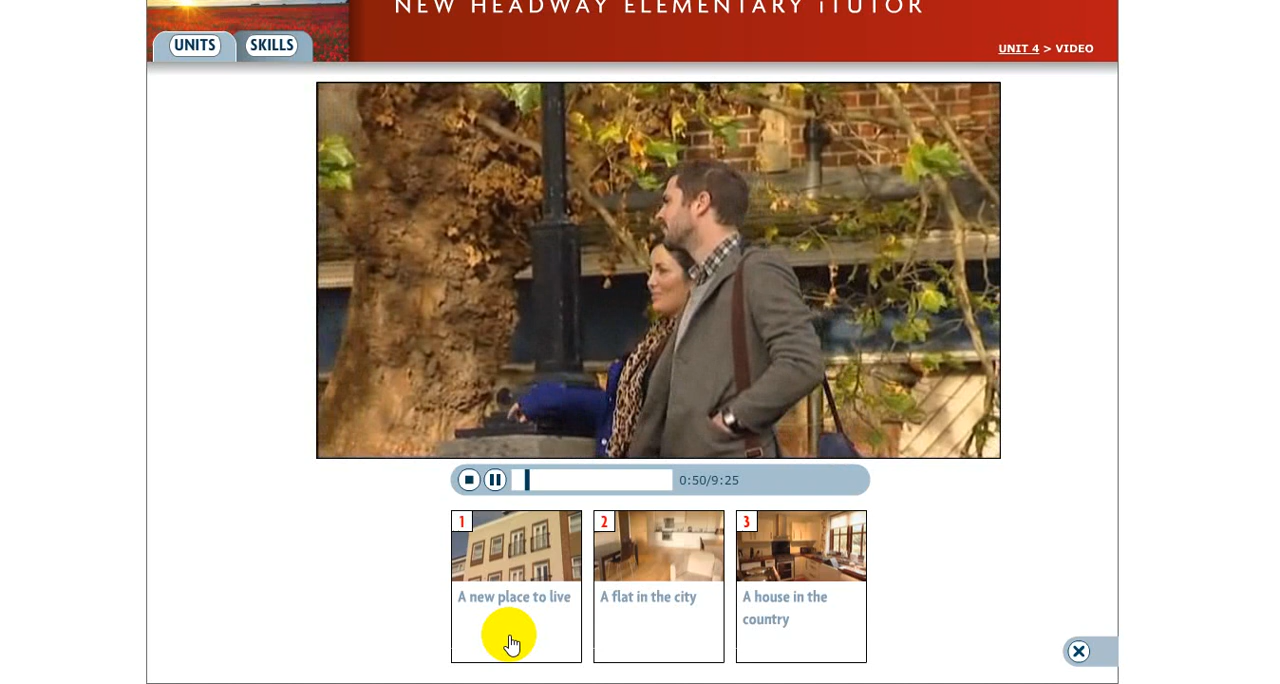 NEW HEADWAY ELEMENTARY iTUTOR
UNITS
SKILLS
UNIT 4 > VIDEO
0:50/9:25
1
A new place to live
2
A flat in the city
3
A house in the
country